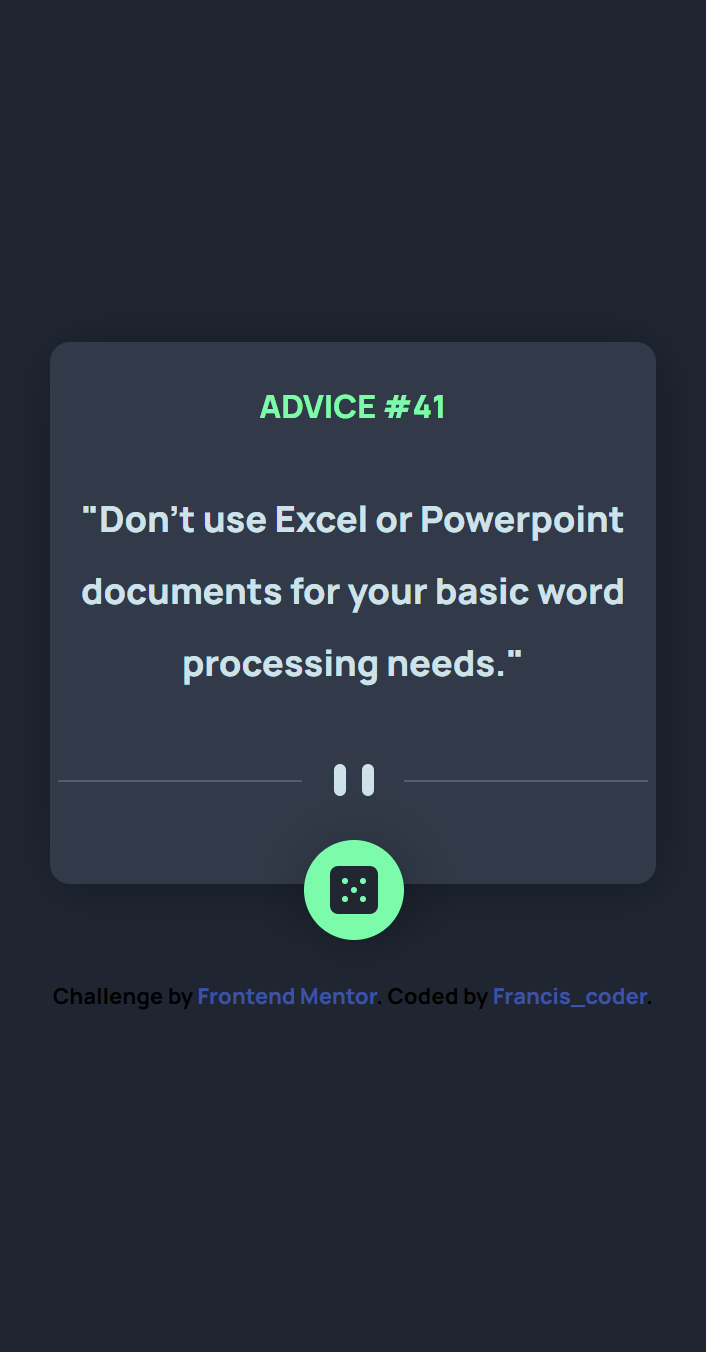 ADVICE #41
"Don't use Excel or Powerpoint
documents for your basic word
processing needs."
Challenge by Frontend Mentor. Coded by Francis_coder.